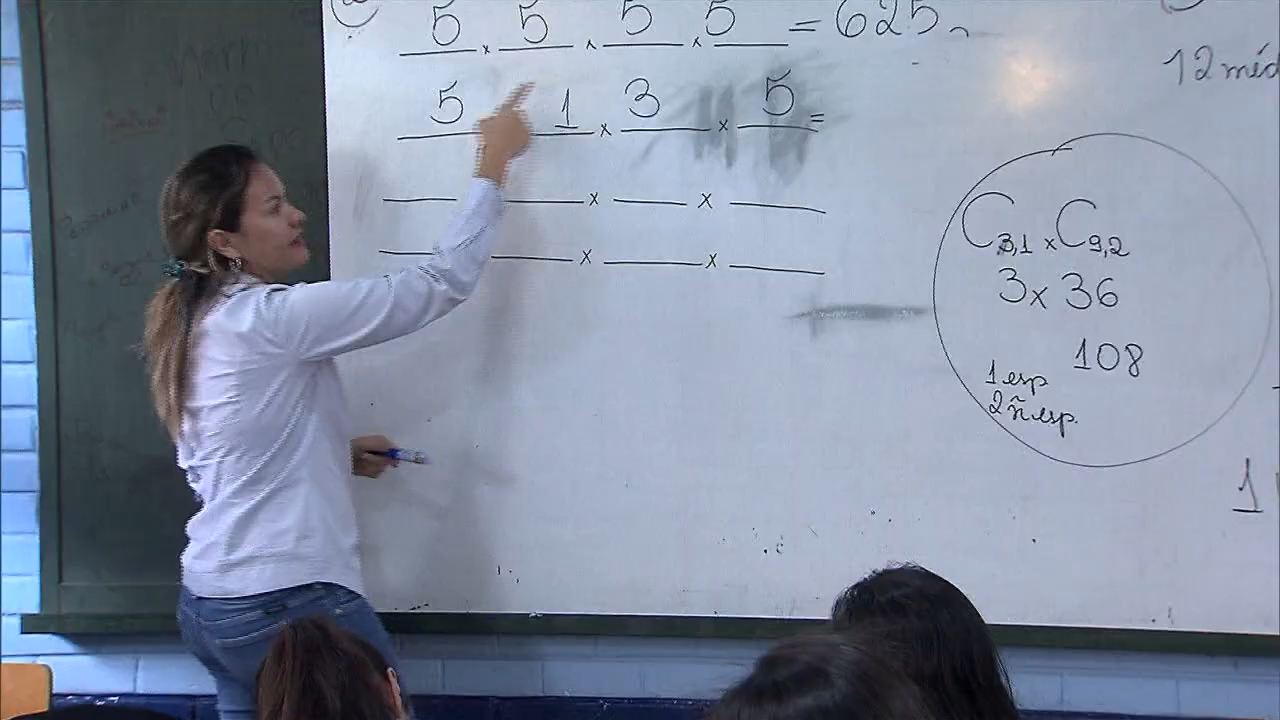 5 x 5 x 5 x 5 = 625
5 1 x 3 x 5 =
x x
x x
12 méd
C3,1 x C9,2
3 x 36
108
1 esp
2 ñ esp.
1